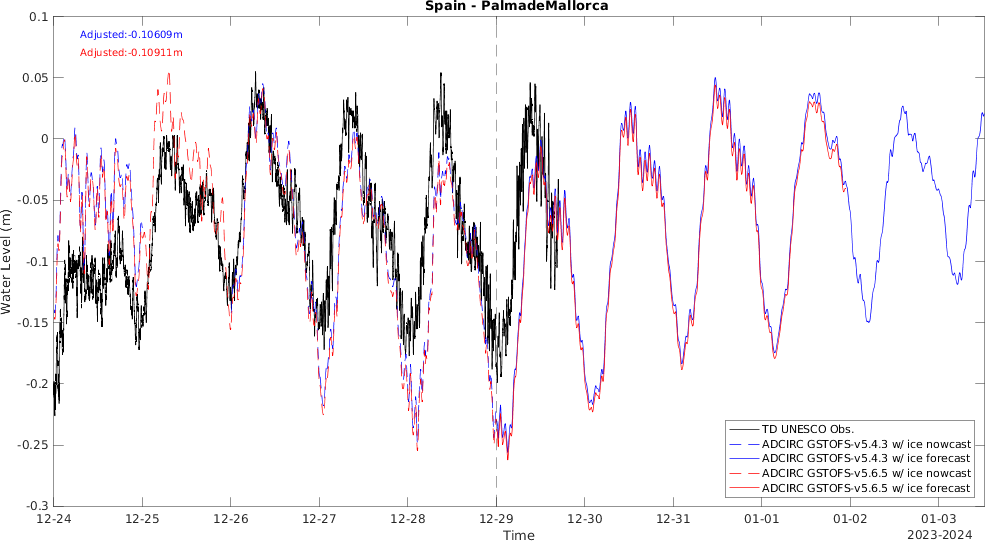 Spain - PalmadeMallorca
Adjusted:-0.10609m
Adjusted:-0.10911m
0.1
0.05
0
-0.05
-0.1
-0.15
-0.2
-0.25
-0.3
Water Level (m)
12-24 12-25 12-26 12-27 12-28 12-29 12-30 12-31 01-01 01-02 01-03
Time
2023-2024
TD UNESCO Obs.
ADCIRC GSTOFS-v5.4.3 w/ ice nowcast
ADCIRC GSTOFS-v5.4.3 w/ ice forecast
ADCIRC GSTOFS-v5.6.5 w/ ice nowcast
ADCIRC GSTOFS-v5.6.5 w/ ice forecast